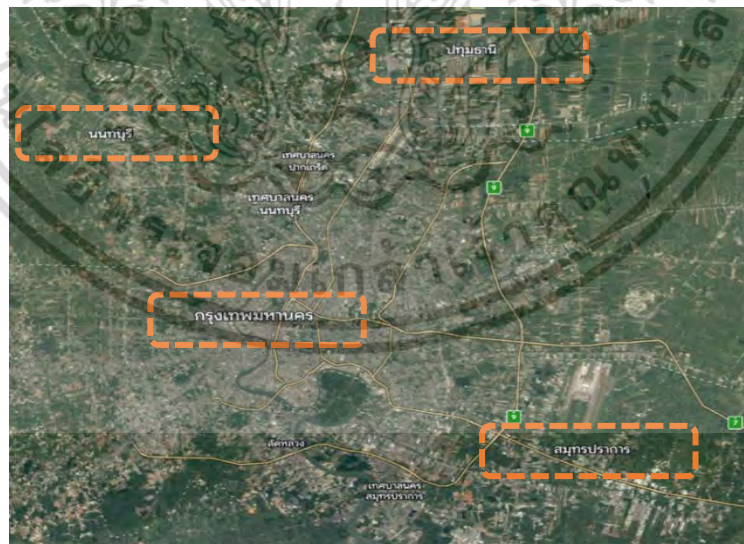 ปทุมธานี
นนทบุรี
เทศบาลนคร
ปากเกร็ด
เทศบาลนคร
นนทบุรี
กรุงเทพมหานคร
สมุทรปราการ
ลัดหลวง
เทศบาลนคร
สมุทรปราการ